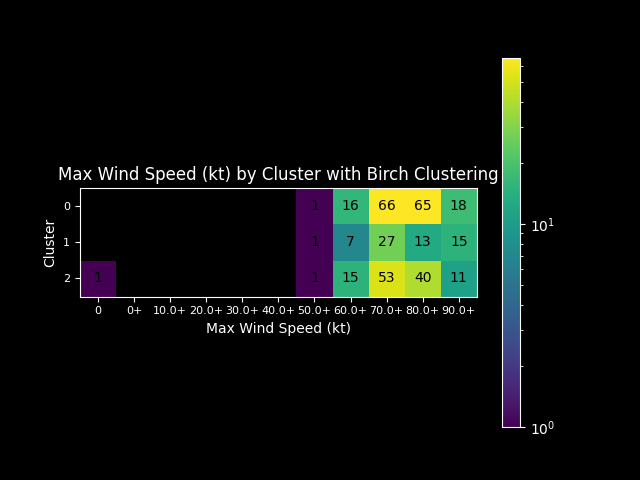 Max Wind Speed (kt) by Cluster with Birch Clustering
Cluster
0 1 16 66 65 18
1 1 7 27 13 15
2 1 1 15 53 40 11
0 0+ 10.0+ 20.0+ 30.0+ 40.0+ 50.0+ 60.0+ 70.0+ 80.0+ 90.0+
Max Wind Speed (kt)
10¹
10⁰